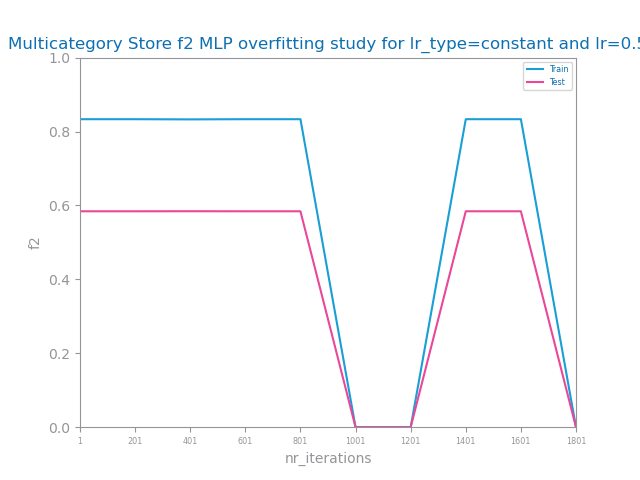 Multicategory Store f2 MLP overfitting study for lr_type=constant and lr=0.5
1.0
Train
Test
0.8
0.6
f2
0.4
0.2
0.0
1 201 401 601 801 1001 1201 1401 1601 1801
nr_iterations